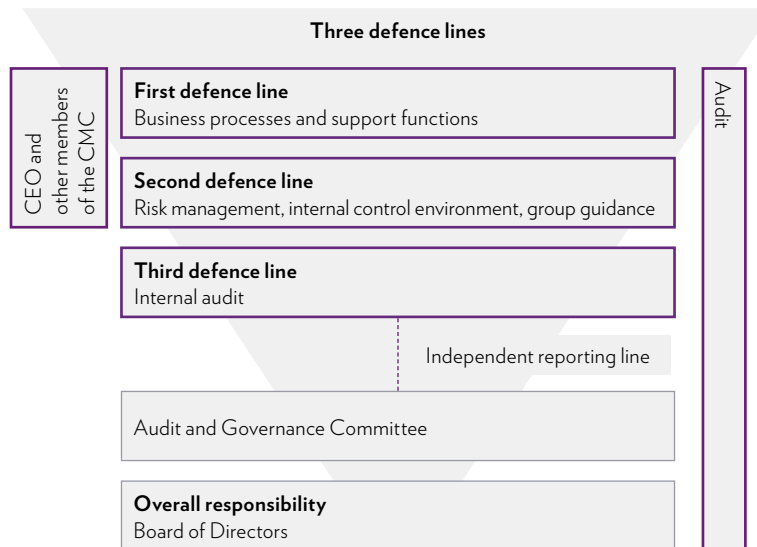 Three defence lines
CEO and
other members
of the CMC
First defence line
Business processes and support functions
Second defence line
Risk management, internal control environment, group guidance
Third defence line
Internal audit
Independent reporting line
Audit and Governance Committee
Overall responsibility
Board of Directors
Audit